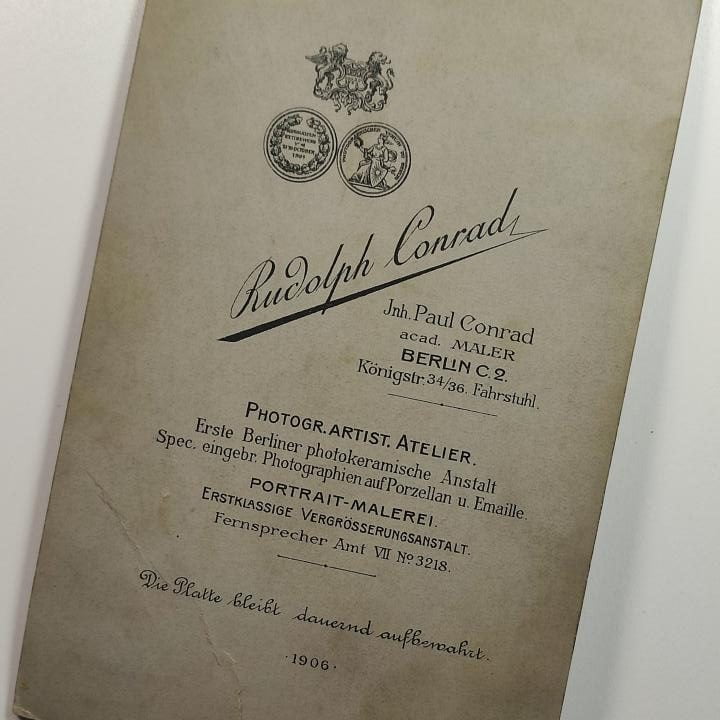 1901
Rudolph Conrad
Jnh. Paul Conrad
acad. MALER
BERLIN C. 2.
Königstr. 34/36. Fahrstuhl.
PHOTOGR. ARTIST. ATELIER.
Erste Berliner photokeramische Anstalt
Spec. eingebr. Photographien auf Porzellan u. Emaille.
PORTRAIT-MALEREI.
ERSTKLASSIGE VERGRÖSSERUNGSANSTALT.
Fernsprecher Amt VII No 3218.
Die Platte bleibt dauernd aufbewahrt.
· 1906 ·